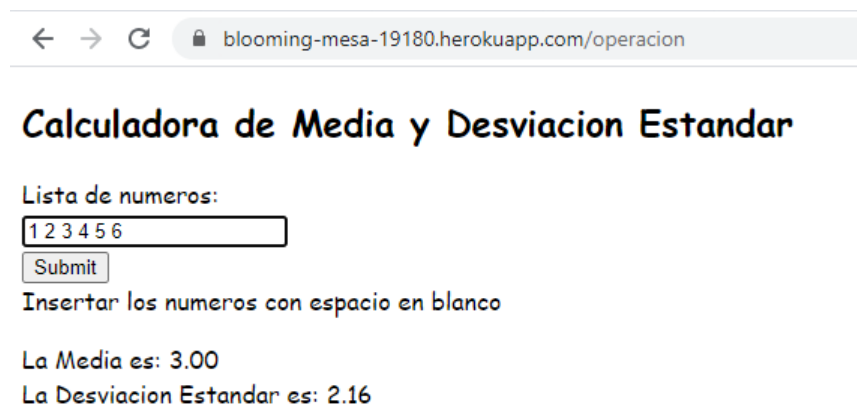 blooming-mesa-19180.herokuapp.com/operacion
Calculadora de Media y Desviacion Estandar
Lista de numeros:
1 2 3 4 5 6
Submit
Insertar los numeros con espacio en blanco
La Media es: 3.00
La Desviacion Estandar es: 2.16